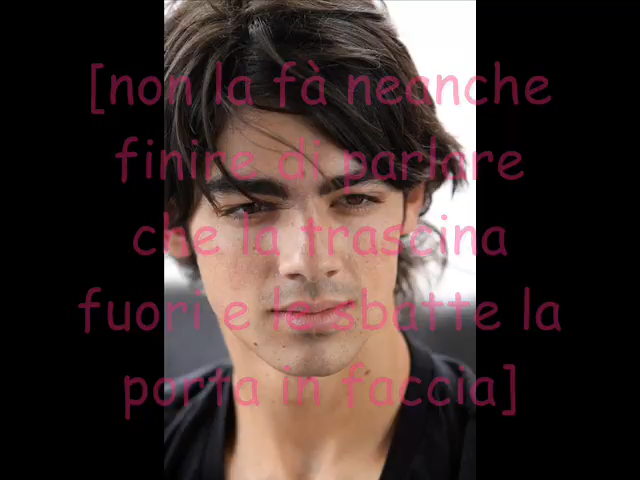 [non la fà neanche
finire di parlare
che la trascina
fuori e le sbatte la
porta in faccia]